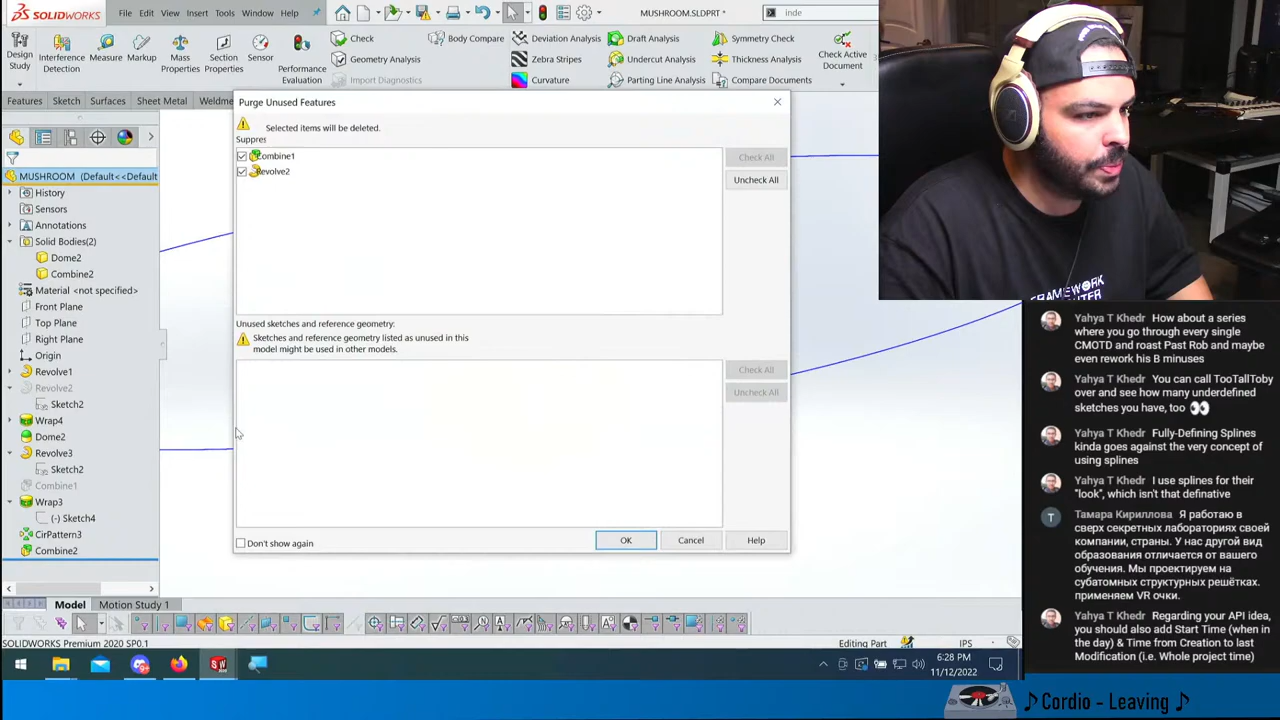 SOLIDWORKS File Edit View Insert Tools Window Help MUSHROOM.SLDPRT * inde
Design Study
Interference Detection
Measure
Markup
Mass Properties
Section Properties
Sensor
Performance Evaluation
Check
Geometry Analysis
Import Diagnostics
Body Compare
Deviation Analysis
Zebra Stripes
Curvature
Draft Analysis
Undercut Analysis
Parting Line Analysis
Symmetry Check
Thickness Analysis
Compare Documents
Check Active Document
Features Sketch Surfaces Sheet Metal Weldme
MUSHROOM (Default<<Default
History
Sensors
Annotations
Solid Bodies(2)
Dome2
Combine2
Material <not specified>
Front Plane
Top Plane
Right Plane
Origin
Revolve1
Revolve2
Sketch2
Wrap4
Dome2
Revolve3
Sketch2
Combine1
Wrap3
(-) Sketch4
CirPattern3
Combine2
Purge Unused Features
Selected items will be deleted.
Suppres
Combine1
Revolve2
Check All
Uncheck All
Unused sketches and reference geometry:
Sketches and reference geometry listed as unused in this
model might be used in other models.
Check All
Uncheck All
Don't show again
OK Cancel Help
Model Motion Study 1
SOLIDWORKS Premium 2020 SP0.1 Editing Part IPS
6:28 PM
11/12/2022
FRAMEWORK
COMPUTER
Yahya T Khedr How about a series
where you go through every single
CMOTD and roast Past Rob and maybe
even rework his B minuses
Yahya T Khedr You can call TooTallToby
over and see how many underdefined
sketches you have, too 👀
Yahya T Khedr Fully-Defining Splines
kinda goes against the very concept of
using splines
Yahya T Khedr I use splines for their
"look", which isn't that definative
T Тамара Кириллова Я работаю в
сверх секретных лабораториях своей
компании, страны. У нас другой вид
образования отличается от вашего
обучения. Мы проектируем на
субатомных структурных решётках.
применяем VR очки.
Yahya T Khedr Regarding your API idea,
you should also add Start Time (when in
the day) & Time from Creation to last
Modification (i.e. Whole project time)
♪ Cordio - Leaving ♪